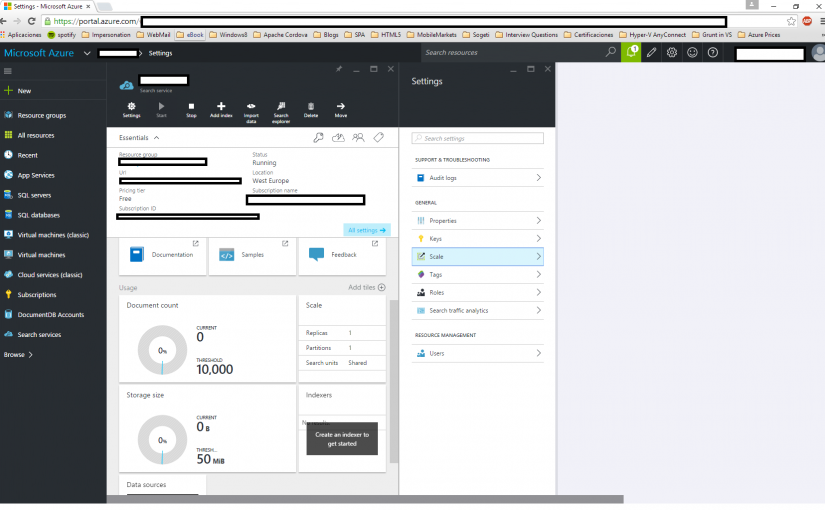 Settings - Microsoft Azure
https://portal.azure.com/
Aplicaciones spotify Impersonation WebMail eBook Windows8 Apache Cordova Blogs SPA HTML5 MobileMarkets Sogeti Interview Questions Certificaciones Hyper-V AnyConnect Grunt in VS Azure Prices
Microsoft Azure Settings
Search resources
1
New
Resource groups
All resources
Recent
App Services
SQL servers
SQL databases
Virtual machines (classic)
Virtual machines
Cloud services (classic)
Subscriptions
DocumentDB Accounts
Search services
Browse
Search service
Settings Start Stop Add index Import data Search explorer Delete Move
Essentials
Resource group
Status
Running
Url
Location
West Europe
Pricing tier
Free
Subscription name
Subscription ID
All settings
Documentation
Samples
Feedback
Usage
Add tiles
Document count
0%
CURRENT
0
THRESHOLD
10,000
Scale
Replicas 1
Partitions 1
Search units Shared
Storage size
0%
CURRENT
0 B
THRESH...
50 MiB
Indexers
Create an indexer to
get started
Data sources
Settings
Search settings
SUPPORT & TROUBLESHOOTING
Audit logs
GENERAL
Properties
Keys
Scale
Tags
Roles
Search traffic analytics
RESOURCE MANAGEMENT
Users